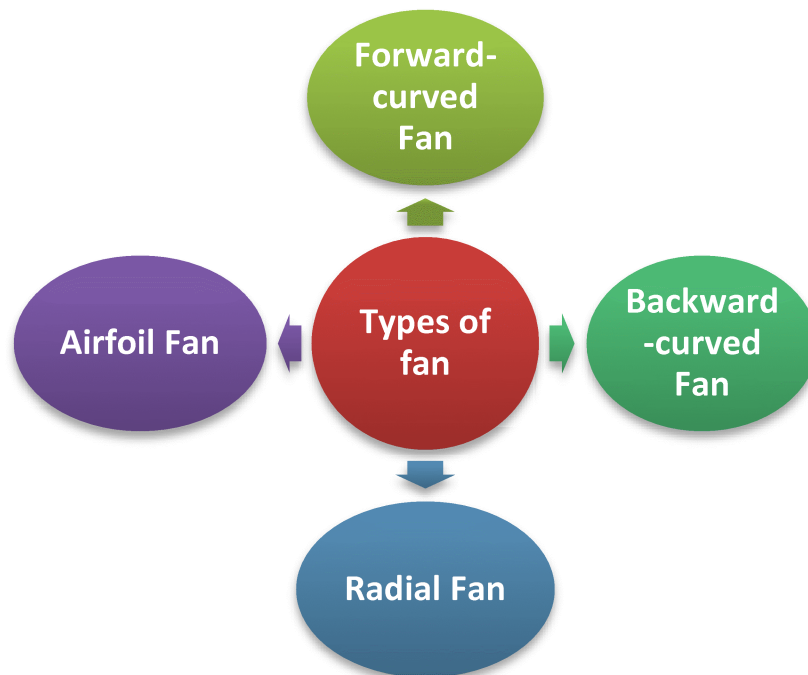 Forward-
curved
Fan
Airfoil Fan
Types of
fan
Backward
-curved
Fan
Radial Fan